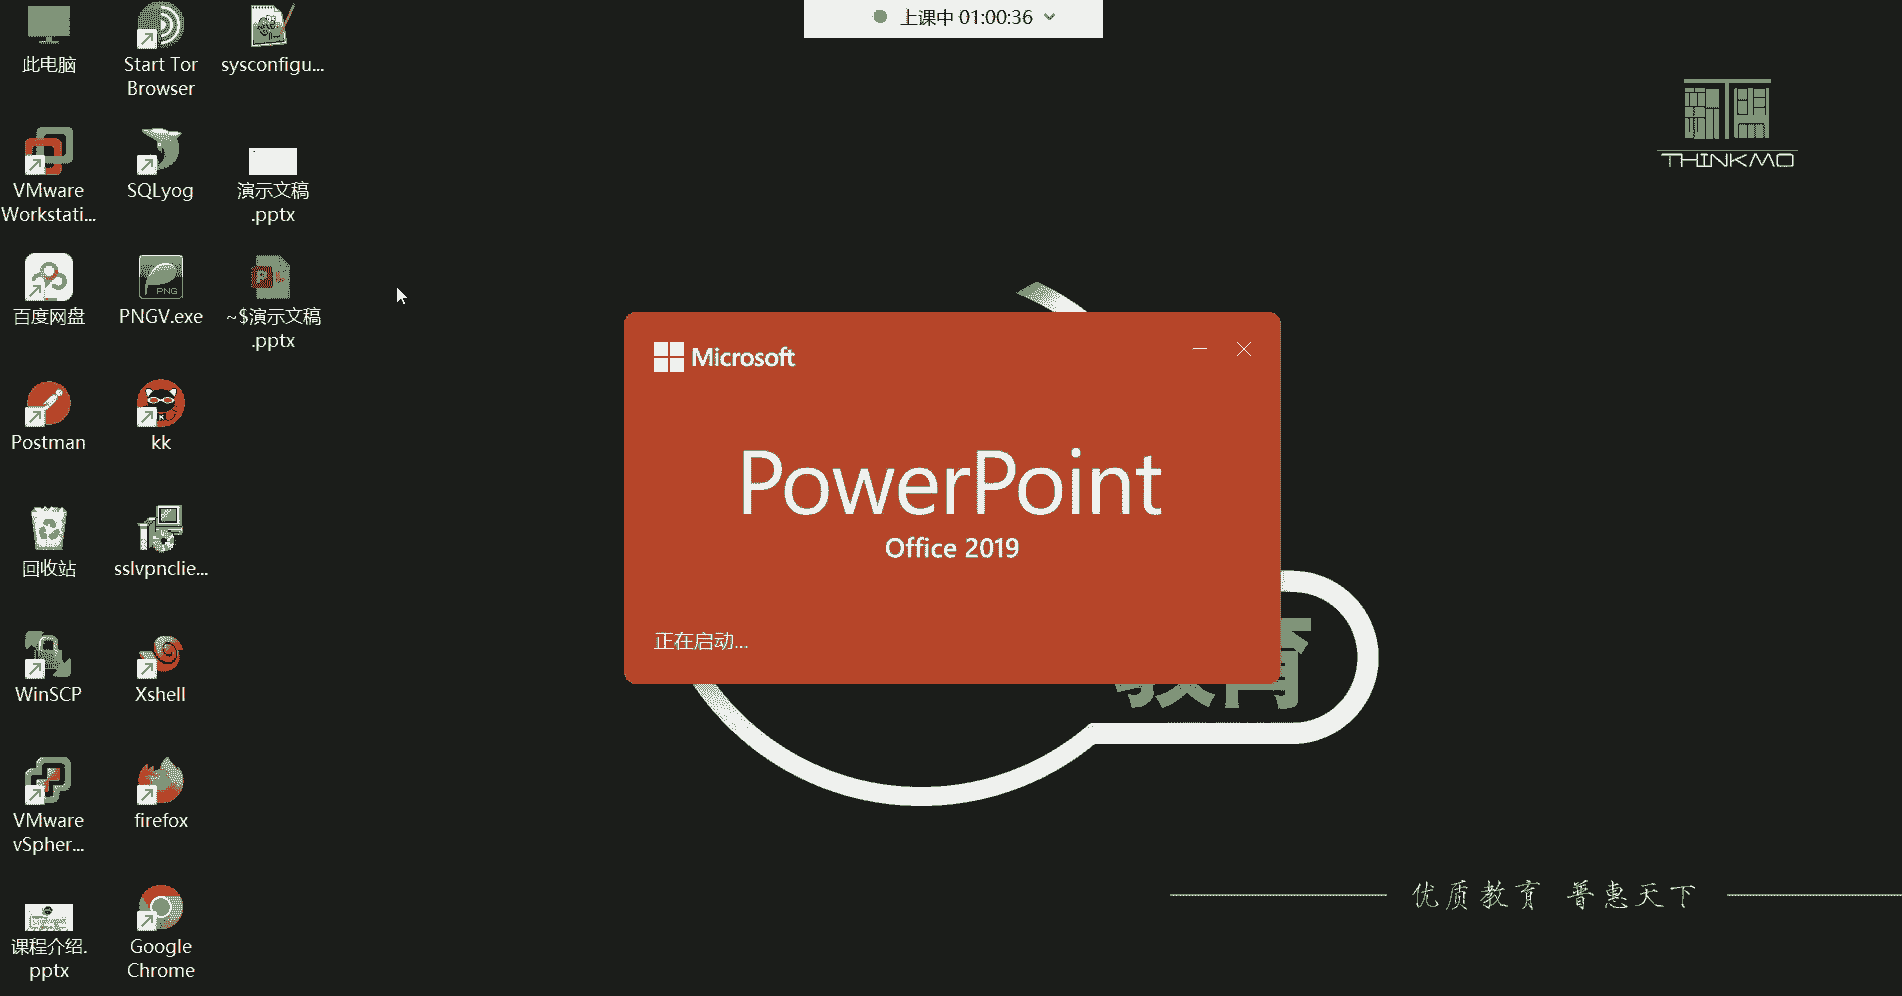 上课中 01:00:36
此电脑
Start Tor
Browser
sysconfigu...
THINKMO
VMware
Workstati...
SQLyog
演示文稿
.pptx
百度网盘
PNG
PNGV.exe
~$演示文稿
.pptx
Microsoft
PowerPoint
Office 2019
正在启动...
Postman
kk
回收站
sslvpnclie...
教育
WinSCP
Xshell
VMware
vSpher...
firefox
优质教育 普惠天下
课程介绍.
pptx
Google
Chrome